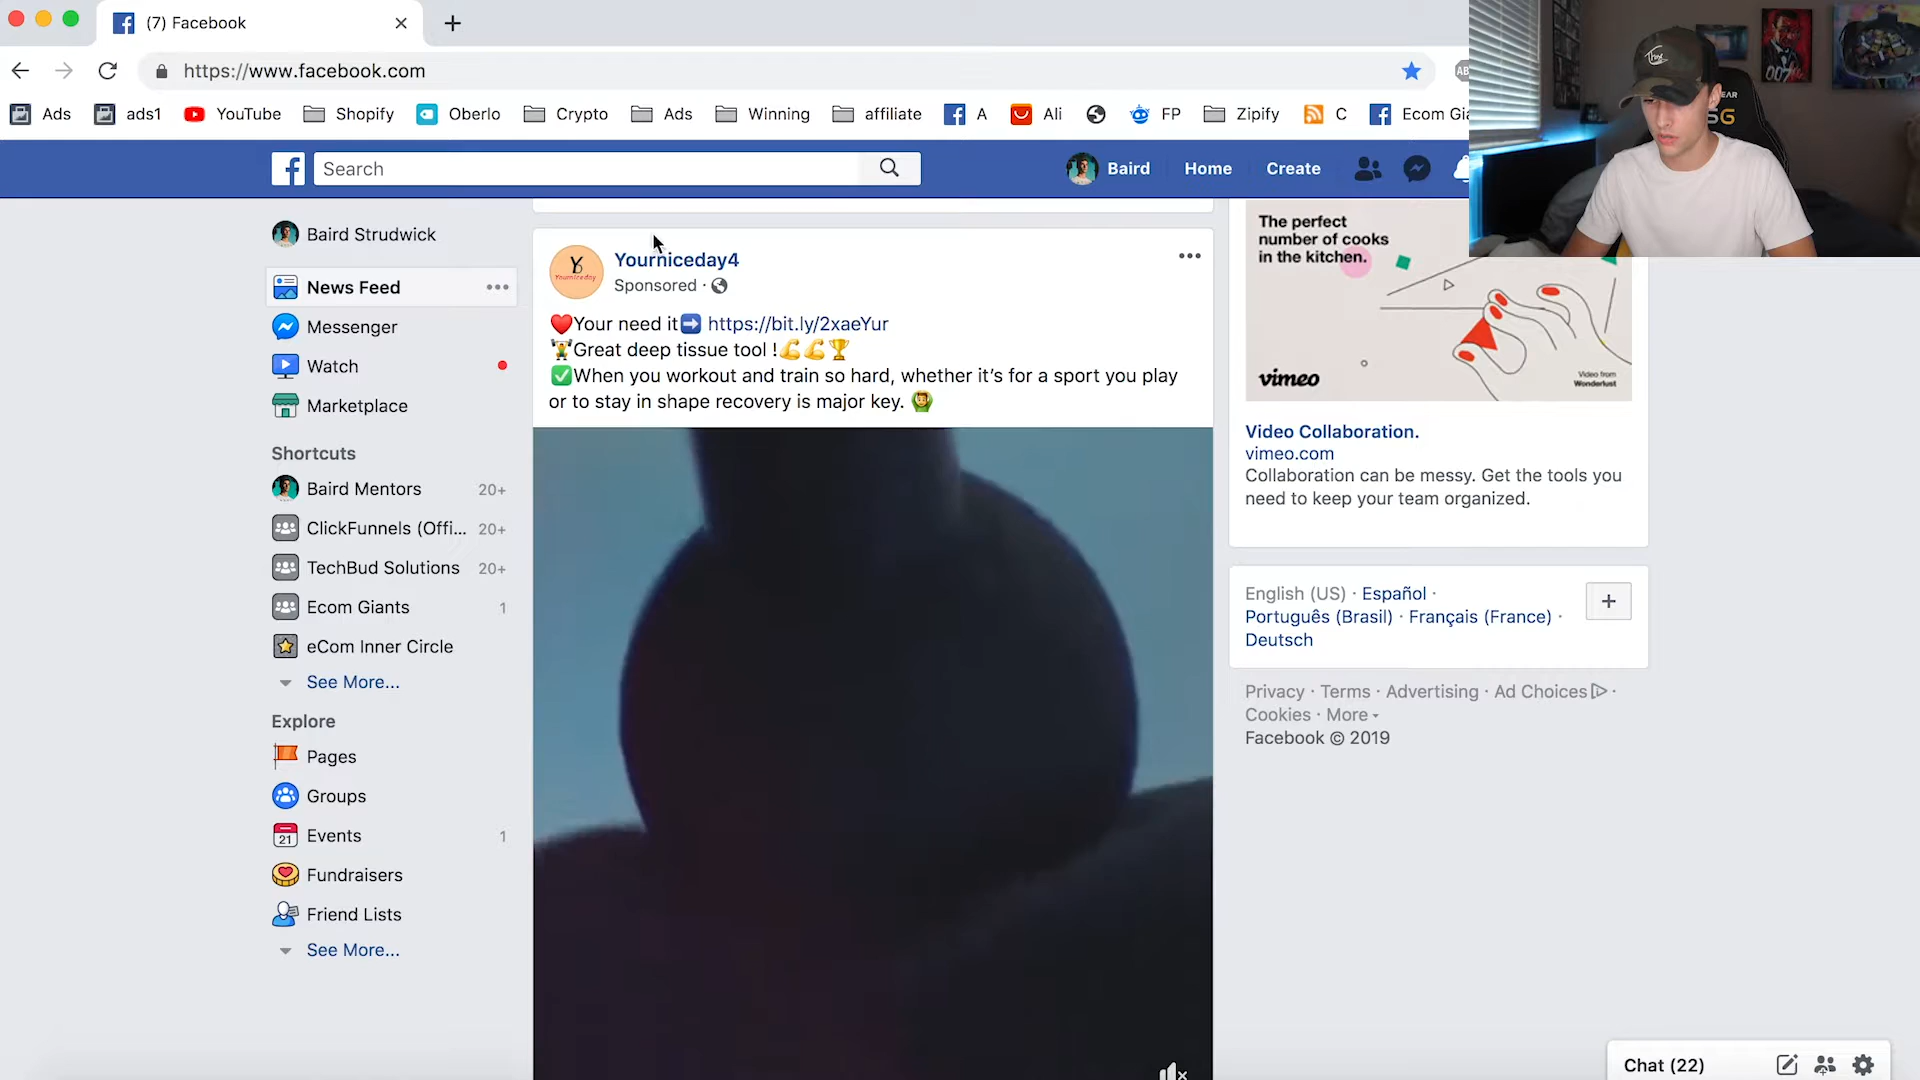 (7) Facebook
https://www.facebook.com
Ads ads1 YouTube Shopify Oberlo Crypto Ads Winning affiliate A Ali FP Zipify C Ecom Gia
Search
Baird Home Create
Baird Strudwick
News Feed
Messenger
Watch
Marketplace
Shortcuts
Baird Mentors 20+
ClickFunnels (Offi... 20+
TechBud Solutions 20+
Ecom Giants 1
eCom Inner Circle
See More...
Explore
Pages
Groups
Events 1
21
Fundraisers
Friend Lists
See More...
Yourniceday4
Yourniceday
Sponsored ·
❤️Your need it➡️ https://bit.ly/2xaeYur
🏋️Great deep tissue tool !💪💪🏆
✅When you workout and train so hard, whether it’s for a sport you play
or to stay in shape recovery is major key. 🙆‍♂️
The perfect
number of cooks
in the kitchen.
vimeo
Video from
Wonderlust
Video Collaboration.
vimeo.com
Collaboration can be messy. Get the tools you
need to keep your team organized.
English (US) · Español ·
Português (Brasil) · Français (France) ·
Deutsch
Privacy · Terms · Advertising · Ad Choices ·
Cookies · More
Facebook © 2019
Chat (22)
007